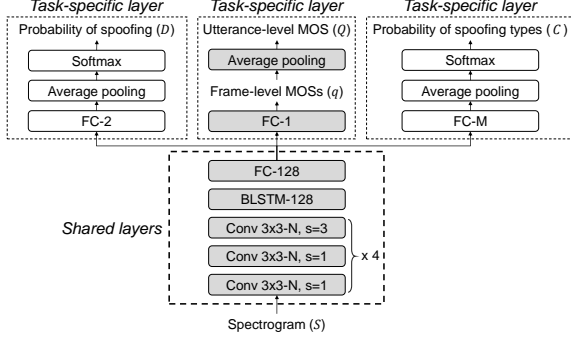 Task-specific layer
Task-specific layer
Task-specific layer
Probability of spoofing (D)
Utterance-level MOS (Q)
Probability of spoofing types (C)
Softmax
Average pooling
Softmax
Average pooling
Frame-level MOSs (q)
Average pooling
FC-2
FC-1
FC-M
FC-128
BLSTM-128
Shared layers
Conv 3x3-N, s=3
Conv 3x3-N, s=1
x 4
Conv 3x3-N, s=1
Spectrogram (S)